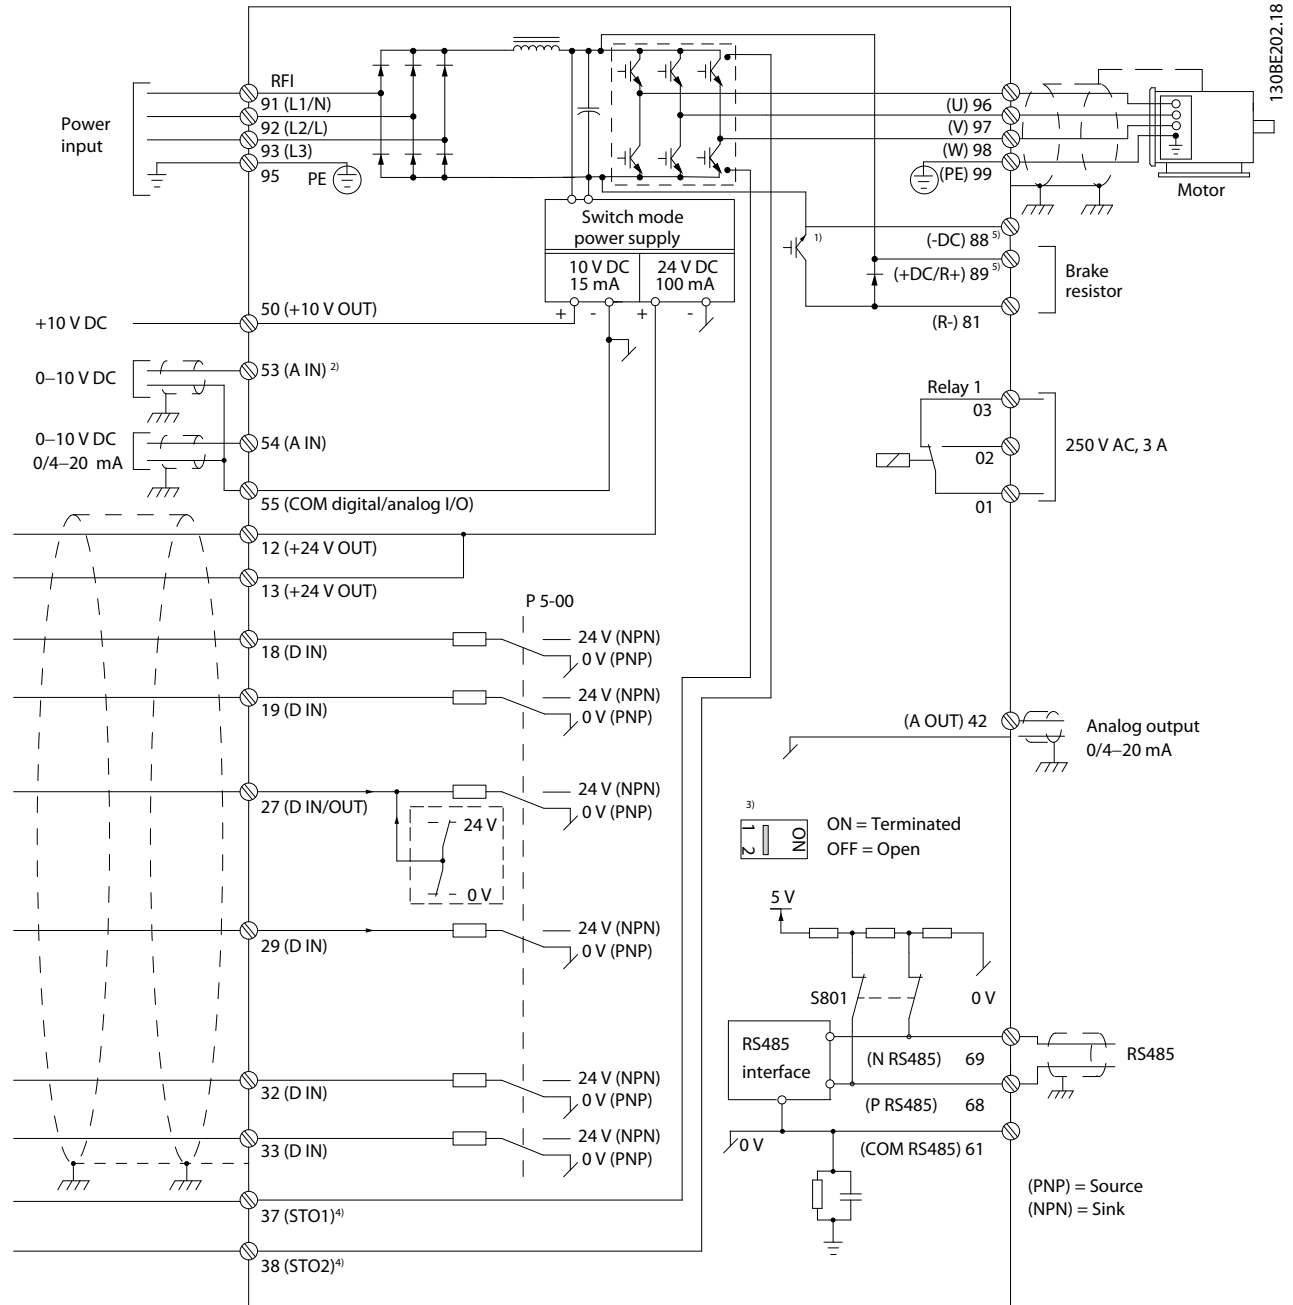 130BE202.18
Power
input
RFI
91 (L1/N)
92 (L2/L)
93 (L3)
95
PE
(U) 96
(V) 97
(W) 98
(PE) 99
Motor
Switch mode
power supply
10 V DC
15 mA
24 V DC
100 mA
+ - + -
1)
(-DC) 88 5)
(+DC/R+) 89 5)
(R-) 81
Brake
resistor
+10 V DC
50 (+10 V OUT)
0–10 V DC
53 (A IN) 2)
0–10 V DC
0/4–20 mA
54 (A IN)
55 (COM digital/analog I/O)
Relay 1
03
02
01
250 V AC, 3 A
12 (+24 V OUT)
13 (+24 V OUT)
P 5-00
18 (D IN)
24 V (NPN)
0 V (PNP)
19 (D IN)
24 V (NPN)
0 V (PNP)
27 (D IN/OUT)
24 V (NPN)
0 V (PNP)
24 V
0 V
29 (D IN)
24 V (NPN)
0 V (PNP)
32 (D IN)
24 V (NPN)
0 V (PNP)
33 (D IN)
24 V (NPN)
0 V (PNP)
37 (STO1)4)
38 (STO2)4)
(A OUT) 42
Analog output
0/4–20 mA
3)
1 2
ON
ON = Terminated
OFF = Open
5 V
S801
0 V
RS485
interface
(N RS485) 69
(P RS485) 68
RS485
0 V
(COM RS485) 61
(PNP) = Source
(NPN) = Sink